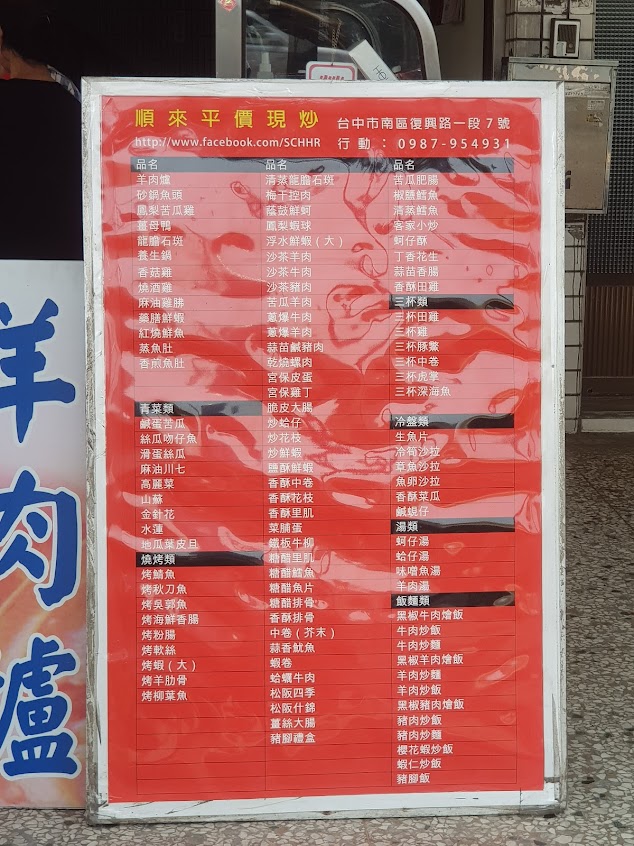 順來平價現炒
台中市南區復興路一段7號
http://www.facebook.com/SCHHR
行動：0987-954931
品名
羊肉爐
砂鍋魚頭
鳳梨苦瓜雞
薑母鴨
龍膽石斑
養生鍋
香菇雞
燒酒雞
麻油雞腓
藥膳鮮蝦
紅燒鮮魚
蒸魚肚
香煎魚肚
青菜類
鹹蛋苦瓜
絲瓜吻仔魚
滑蛋絲瓜
麻油川七
高麗菜
山蘇
金針花
水蓮
地瓜葉皮旦
燒烤類
烤鯖魚
烤秋刀魚
烤吳郭魚
烤海鮮香腸
烤粉腸
烤軟絲
烤蝦（大）
烤羊肋骨
烤柳葉魚
品名
清蒸龍膽石斑
梅干控肉
蔭鼓鮮蚵
鳳梨蝦球
浮水鮮蝦（大）
沙茶羊肉
沙茶牛肉
沙茶豬肉
苦瓜羊肉
蔥爆牛肉
蔥爆羊肉
蒜苗鹹豬肉
乾燒螺肉
宮保皮蛋
宮保雞丁
脆皮大腸
炒蛤仔
炒花枝
炒鮮蝦
鹽酥鮮蝦
香酥中卷
香酥花枝
香酥里肌
菜脯蛋
鐵板牛柳
糖醋里肌
糖醋鱈魚
糖醋魚片
糖醋排骨
香酥排骨
中卷（芥末）
蒜香魷魚
蝦卷
蛤蠣牛肉
松阪四季
松阪什錦
薑絲大腸
豬腳禮盒
品名
苦瓜肥腸
椒鹽鱈魚
清蒸鱈魚
客家小炒
蚵仔酥
丁香花生
蒜苗香腸
香酥田雞
三杯類
三杯田雞
三杯雞
三杯豚鱉
三杯中卷
三杯虎掌
三杯深海魚
冷盤類
生魚片
冷筍沙拉
章魚沙拉
魚卵沙拉
香酥菜瓜
鹹蜆仔
湯類
蚵仔湯
蛤仔湯
味噌魚湯
羊肉湯
飯麵類
黑椒牛肉燴飯
牛肉炒飯
牛肉炒麵
黑椒羊肉燴飯
羊肉炒麵
羊肉炒飯
黑椒豬肉燴飯
豬肉炒飯
豬肉炒麵
櫻花蝦炒飯
蝦仁炒飯
豬腳飯
羊肉爐